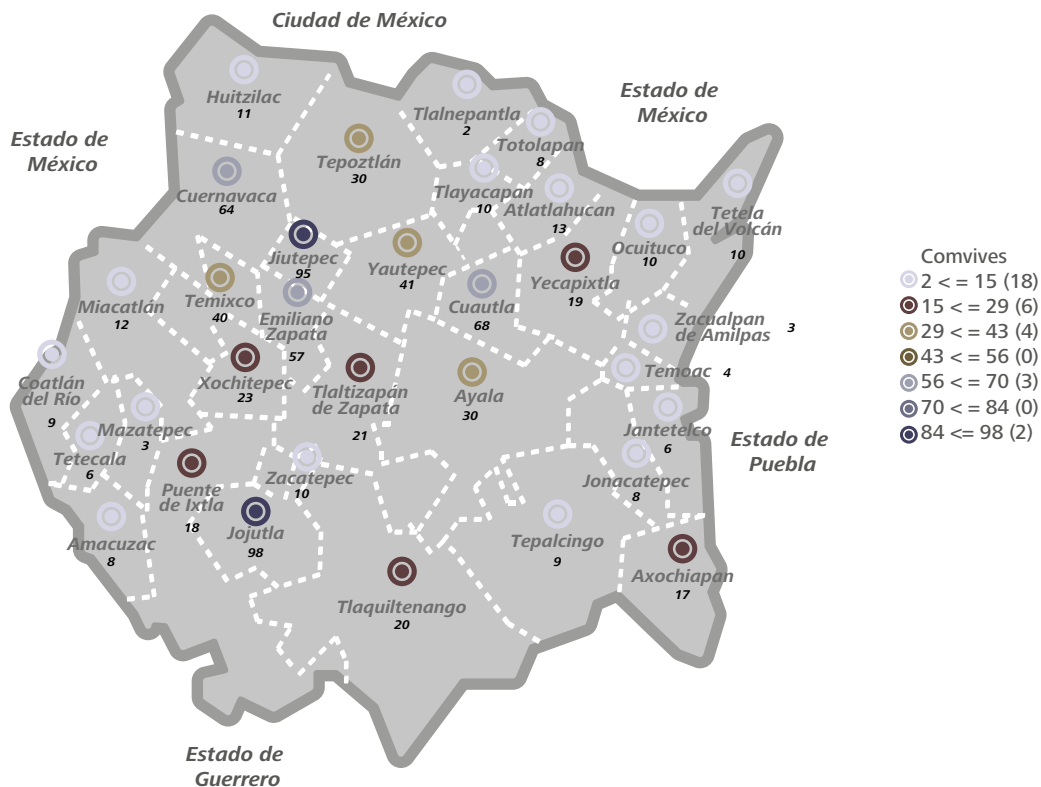 Ciudad de México
Estado de
México
Estado de
México
Huitzilac
11
Tlalnepantla
2
Totolapan
8
Tepoztlán
30
Cuernavaca
64
Tlayacapan
10
Atlatlahucan
13
Tetela
del Volcán
10
Ocuituco
10
Jiutepec
95
Yautepec
41
Yecapixtla
19
Miacatlán
12
Temixco
40
Emiliano
Zapata
57
Cuautla
68
Zacualpan
de Amilpas
3
Coatlán
del Río
9
Xochitepec
23
Tlaltizapán
de Zapata
21
Ayala
30
Temoac
4
Mazatepec
3
Tetecala
6
Jantetelco
6
Estado de
Puebla
Puente
de Ixtla
18
Zacatepec
10
Jonacatepec
8
Amacuzac
8
Jojutla
98
Tepalcingo
9
Axochiapan
17
Tlaquiltenango
20
Estado de
Guerrero
Comvives
2 <= 15 (18)
15 <= 29 (6)
29 <= 43 (4)
43 <= 56 (0)
56 <= 70 (3)
70 <= 84 (0)
84 <= 98 (2)